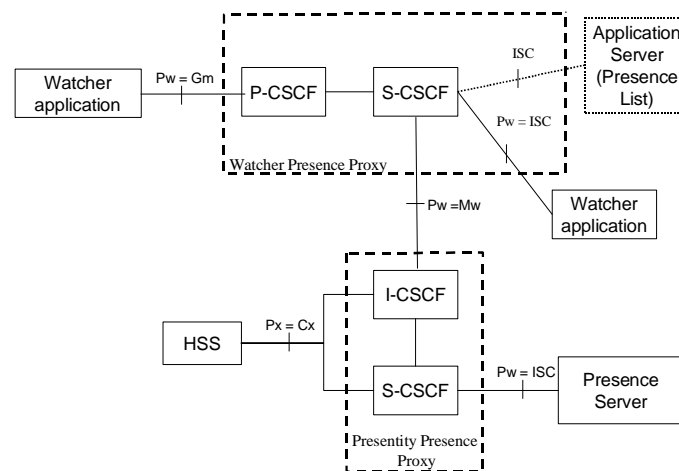 Application
Server
(Presence
List)
ISC
Watcher
application
Pw = Gm
P-CSCF
S-CSCF
Pw = ISC
Watcher Presence Proxy
Watcher
application
Pw =Mw
I-CSCF
HSS
Px = Cx
S-CSCF
Pw = ISC
Presence
Server
Presentity Presence
Proxy